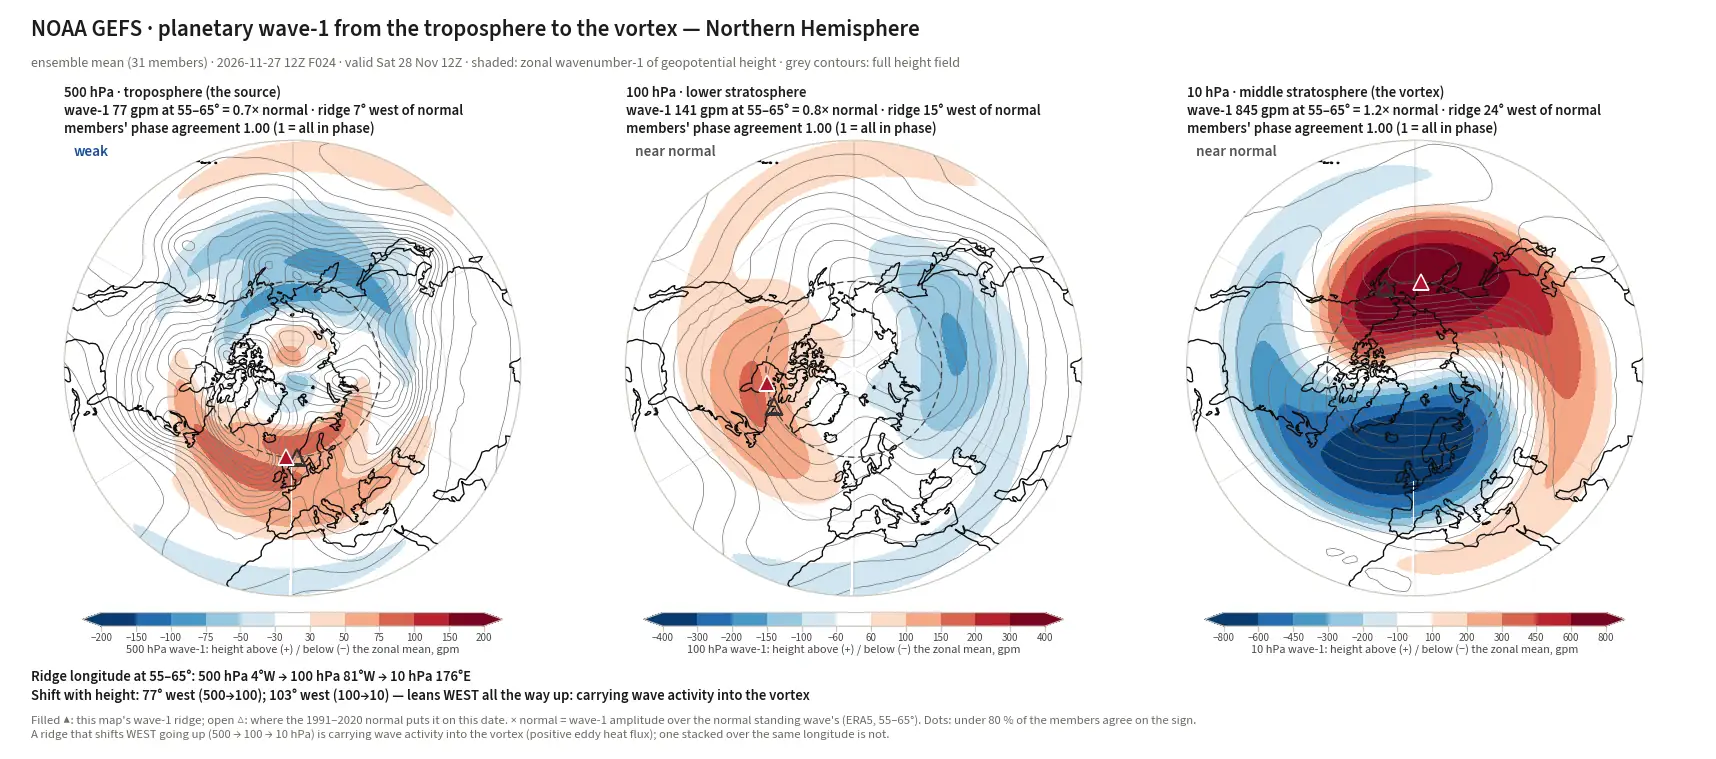 NOAA GEFS · planetary wave-1 from the troposphere to the vortex — Northern Hemisphere
ensemble mean (31 members) · 2026-11-27 12Z F024 · valid Sat 28 Nov 12Z · shaded: zonal wavenumber-1 of geopotential height · grey contours: full height field
500 hPa · troposphere (the source)
wave-1 77 gpm at 55–65° = 0.7× normal · ridge 7° west of normal
members' phase agreement 1.00 (1 = all in phase)
weak
100 hPa · lower stratosphere
wave-1 141 gpm at 55–65° = 0.8× normal · ridge 15° west of normal
members' phase agreement 1.00 (1 = all in phase)
near normal
10 hPa · middle stratosphere (the vortex)
wave-1 845 gpm at 55–65° = 1.2× normal · ridge 24° west of normal
members' phase agreement 1.00 (1 = all in phase)
near normal
−200 −150 −100 −75 −50 −30 30 50 75 100 150 200
500 hPa wave-1: height above (+) / below (−) the zonal mean, gpm
−400 −300 −200 −150 −100 −60 60 100 150 200 300 400
100 hPa wave-1: height above (+) / below (−) the zonal mean, gpm
−800 −600 −450 −300 −200 −100 100 200 300 450 600 800
10 hPa wave-1: height above (+) / below (−) the zonal mean, gpm
Ridge longitude at 55–65°: 500 hPa 4°W → 100 hPa 81°W → 10 hPa 176°E
Shift with height: 77° west (500→100); 103° west (100→10) — leans WEST all the way up: carrying wave activity into the vortex
Filled ▲: this map's wave-1 ridge; open △: where the 1991–2020 normal puts it on this date. × normal = wave-1 amplitude over the normal standing wave's (ERA5, 55–65°). Dots: under 80 % of the members agree on the sign.
A ridge that shifts WEST going up (500 → 100 → 10 hPa) is carrying wave activity into the vortex (positive eddy heat flux); one stacked over the same longitude is not.